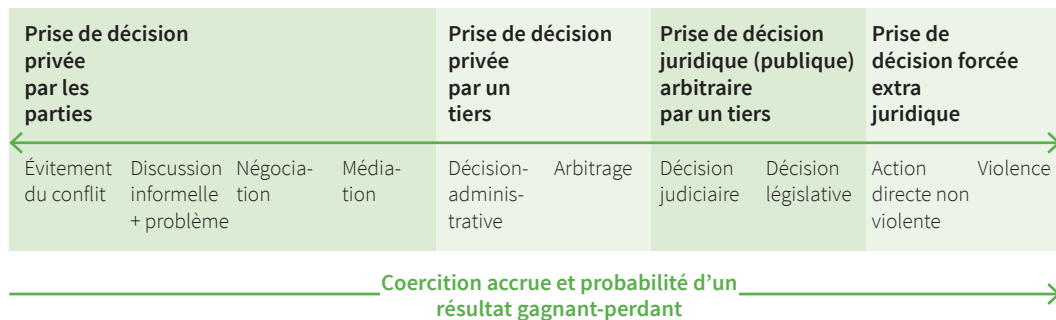 Prise de décision
privée
par les
parties
Prise de décision
privée
par un
tiers
Prise de décision
juridique (publique)
arbitraire
par un tiers
Prise de
décision forcée
extra
juridique
Évitement
du conflit
Discussion
informelle
+ problème
Négocia-
tion
Média-
tion
Décision-
adminis-
trative
Arbitrage
Décision
judiciaire
Décision
législative
Action
directe non
violente
Violence
Coercition accrue et probabilité d’un
résultat gagnant-perdant